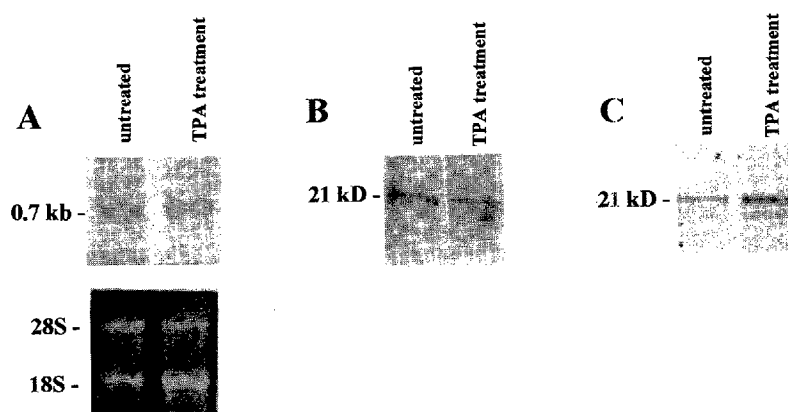 A
untreated
TPA treatment
0.7 kb -
28S -
18S -
B
untreated
TPA treatment
21 kD -
C
untreated
TPA treatment
21 kD -